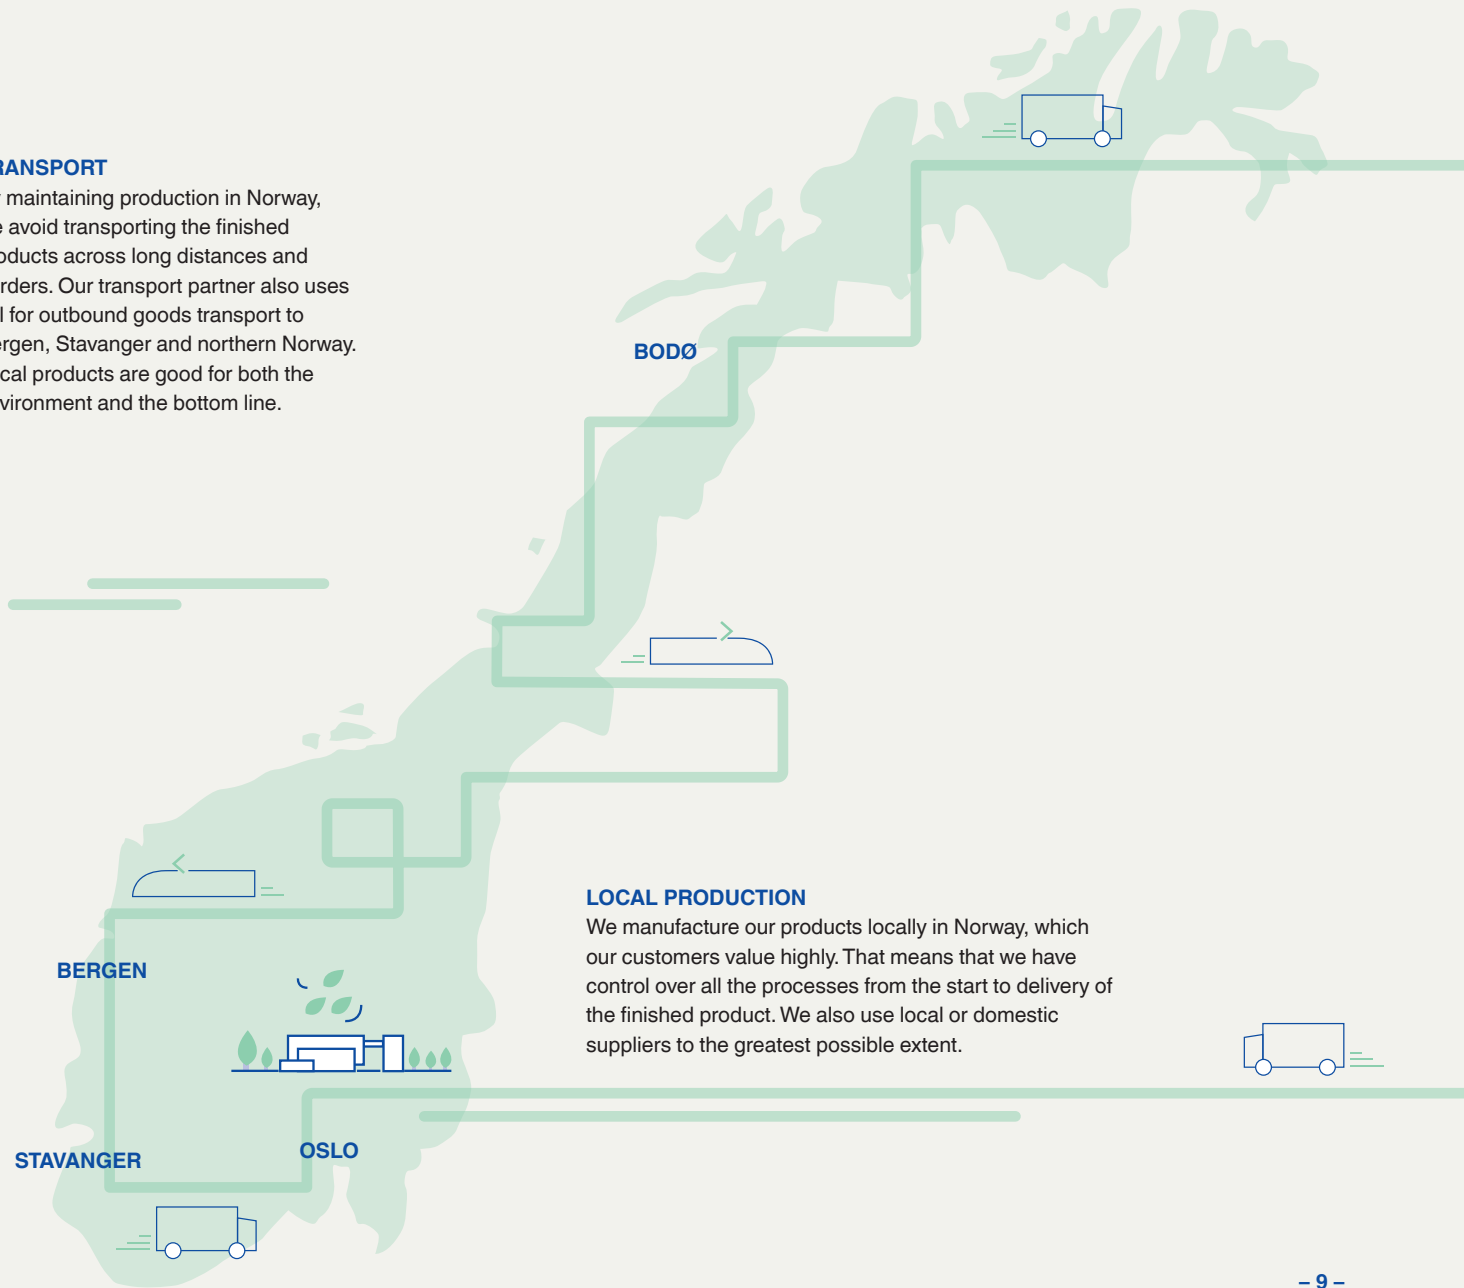 RANSPORT
maintaining production in Norway,
e avoid transporting the finished
oducts across long distances and
rders. Our transport partner also uses
l for outbound goods transport to
ergen, Stavanger and northern Norway.
cal products are good for both the
vironment and the bottom line.
BODØ
LOCAL PRODUCTION
We manufacture our products locally in Norway, which
our customers value highly. That means that we have
control over all the processes from the start to delivery of
the finished product. We also use local or domestic
suppliers to the greatest possible extent.
BERGEN
STAVANGER
OSLO
– 9 –